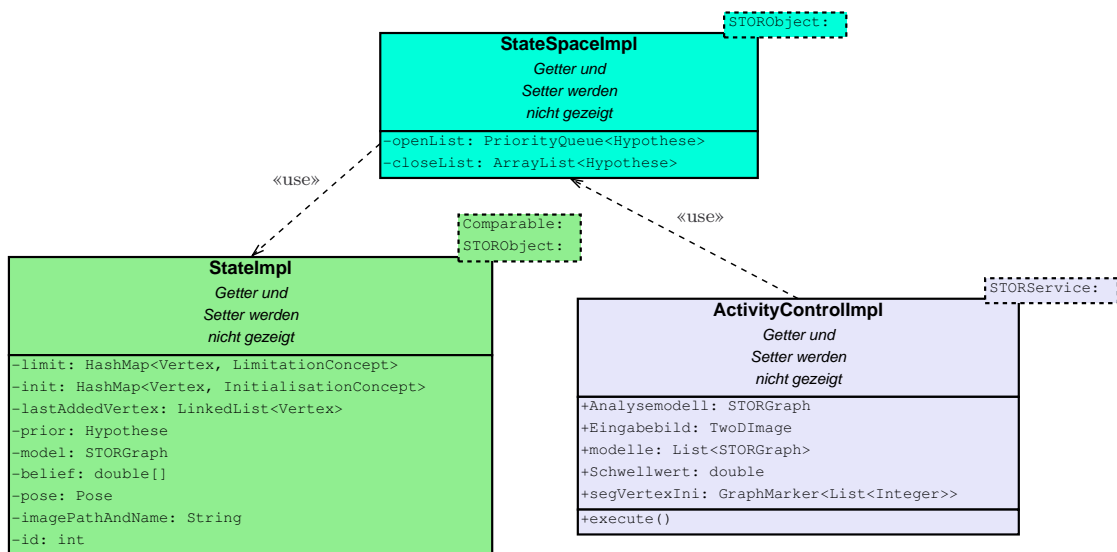 STORObject:
StateSpaceImpl
Getter und
Setter werden
nicht gezeigt
-openList: PriorityQueue<Hypothese>
-closeList: ArrayList<Hypothese>
«use»
«use»
Comparable:
STORObject:
StateImpl
Getter und
Setter werden
nicht gezeigt
-limit: HashMap<Vertex, LimitationConcept>
-init: HashMap<Vertex, InitialisationConcept>
-lastAddedVertex: LinkedList<Vertex>
-prior: Hypothese
-model: STORGraph
-belief: double[]
-pose: Pose
-imagePathAndName: String
-id: int
STORService:
ActivityControlImpl
Getter und
Setter werden
nicht gezeigt
+Analysemodell: STORGraph
+Eingabebild: TwoDImage
+modelle: List<STORGraph>
+Schwellwert: double
+segVertexIni: GraphMarker<List<Integer>>
+execute()